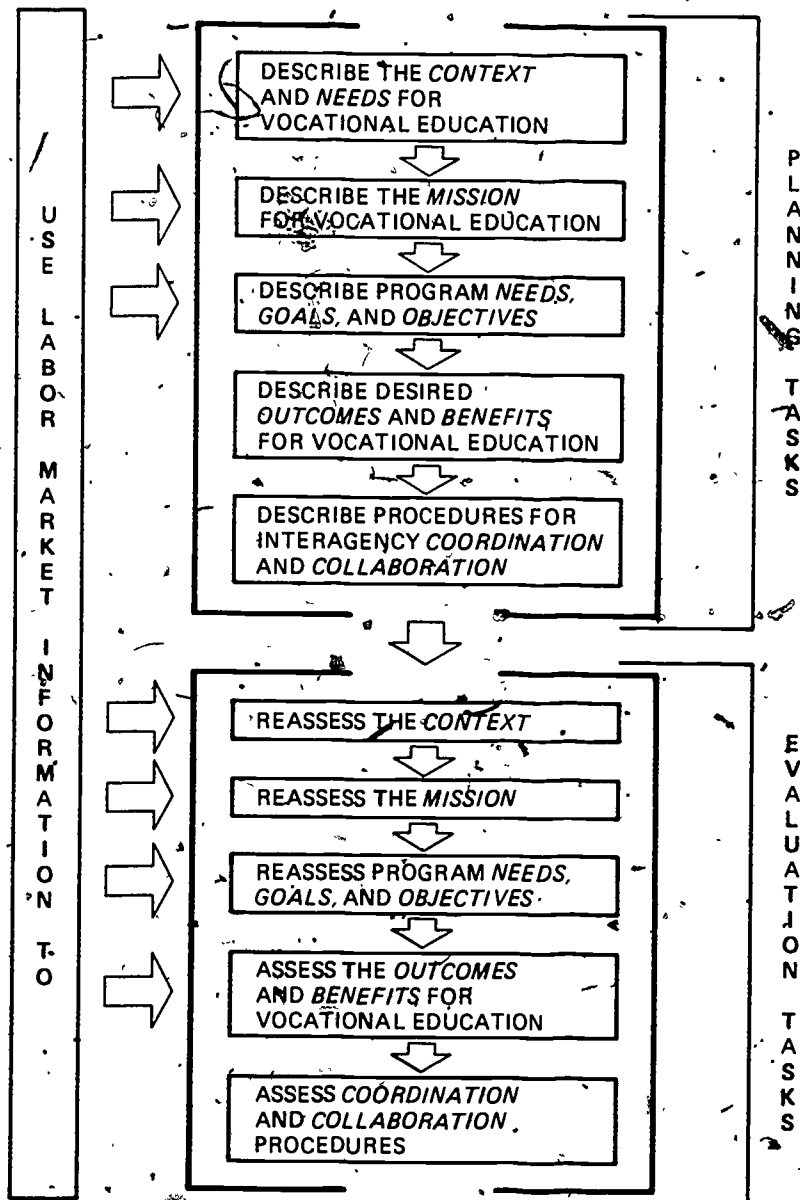 USE LABOR MARKET INFORMATION TO
DESCRIBE THE CONTEXT
AND NEEDS FOR
VOCATIONAL EDUCATION
DESCRIBE THE MISSION
FOR VOCATIONAL EDUCATION
DESCRIBE PROGRAM NEEDS,
GOALS, AND OBJECTIVES
DESCRIBE DESIRED
OUTCOMES AND BENEFITS
FOR VOCATIONAL EDUCATION
DESCRIBE PROCEDURES FOR
INTERAGENCY COORDINATION
AND COLLABORATION
PLANNING TASKS
REASSESS THE CONTEXT
REASSESS THE MISSION
REASSESS PROGRAM NEEDS,
GOALS, AND OBJECTIVES
ASSESS THE OUTCOMES
AND BENEFITS FOR
VOCATIONAL EDUCATION
ASSESS COORDINATION
AND COLLABORATION
PROCEDURES
EVALUATION TASKS